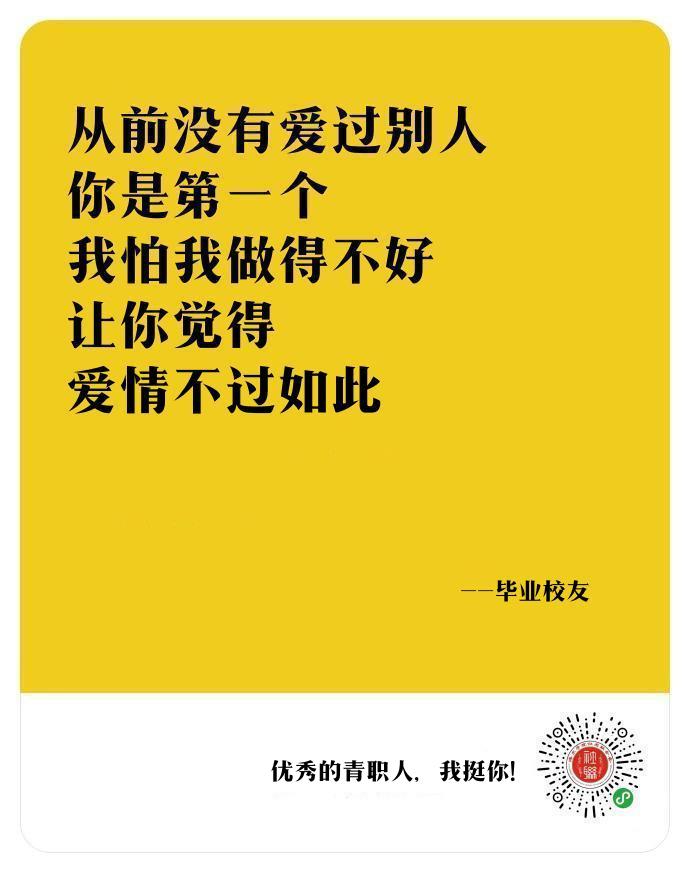 从前没有爱过别人
你是第一个
我怕我做得不好
让你觉得
爱情不过如此
——毕业校友
优秀的青职人，我挺你！